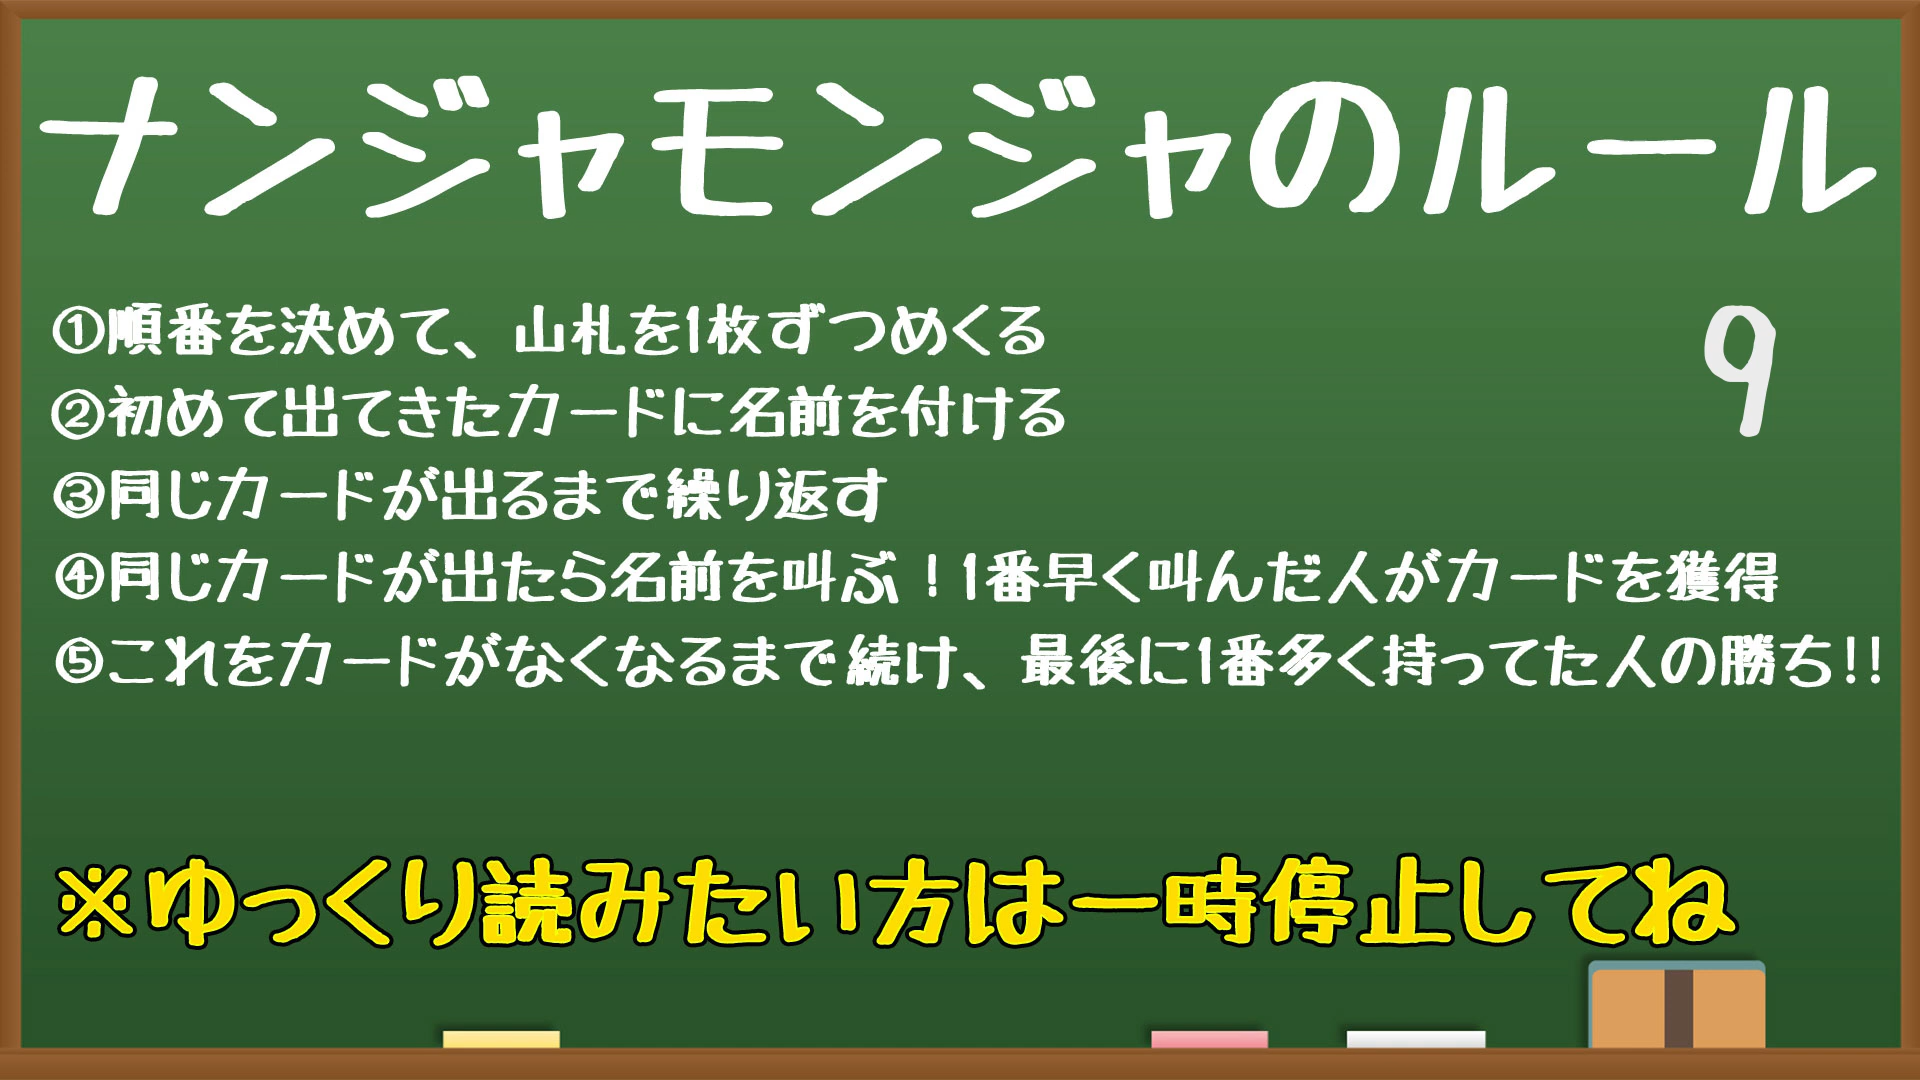 ナンジャモンジャのルール
①順番を決めて、山札を1枚ずつめくる
9
②初めて出てきたカードに名前を付ける
③同じカードが出るまで繰り返す
④同じカードが出たら名前を叫ぶ！1番早く叫んだ人がカードを獲得
⑤これをカードがなくなるまで続け、最後に1番多く持ってた人の勝ち!!
※ゆっくり読みたい方は一時停止してね